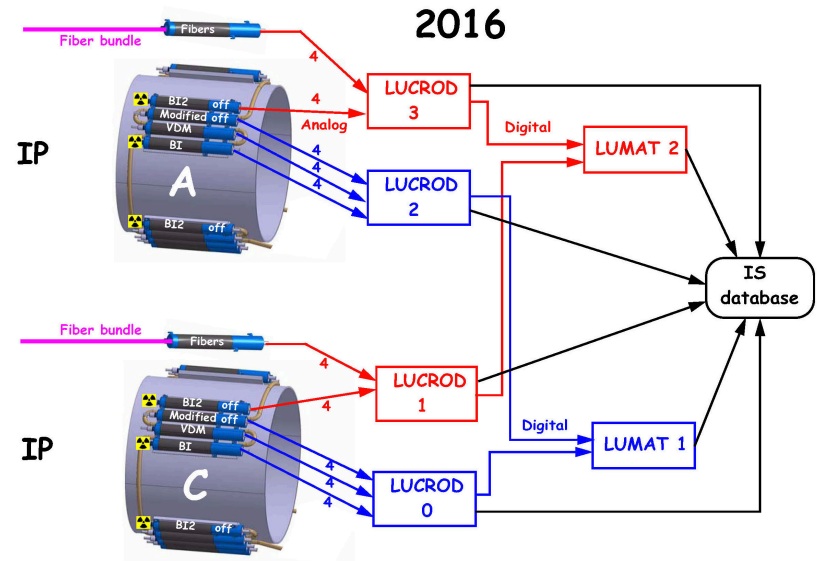 2016
Fiber bundle
Fibers
4
IP
BI2 off
Modified off
VDM
BI
A
BI2 off
4
Analog
4
4
4
LUCROD
3
LUCROD
2
Digital
LUMAT 2
IS
database
Fiber bundle
Fibers
4
IP
BI2 off
Modified off
VDM
BI
C
BI2 off
4
4
4
4
LUCROD
1
LUCROD
0
Digital
LUMAT 1